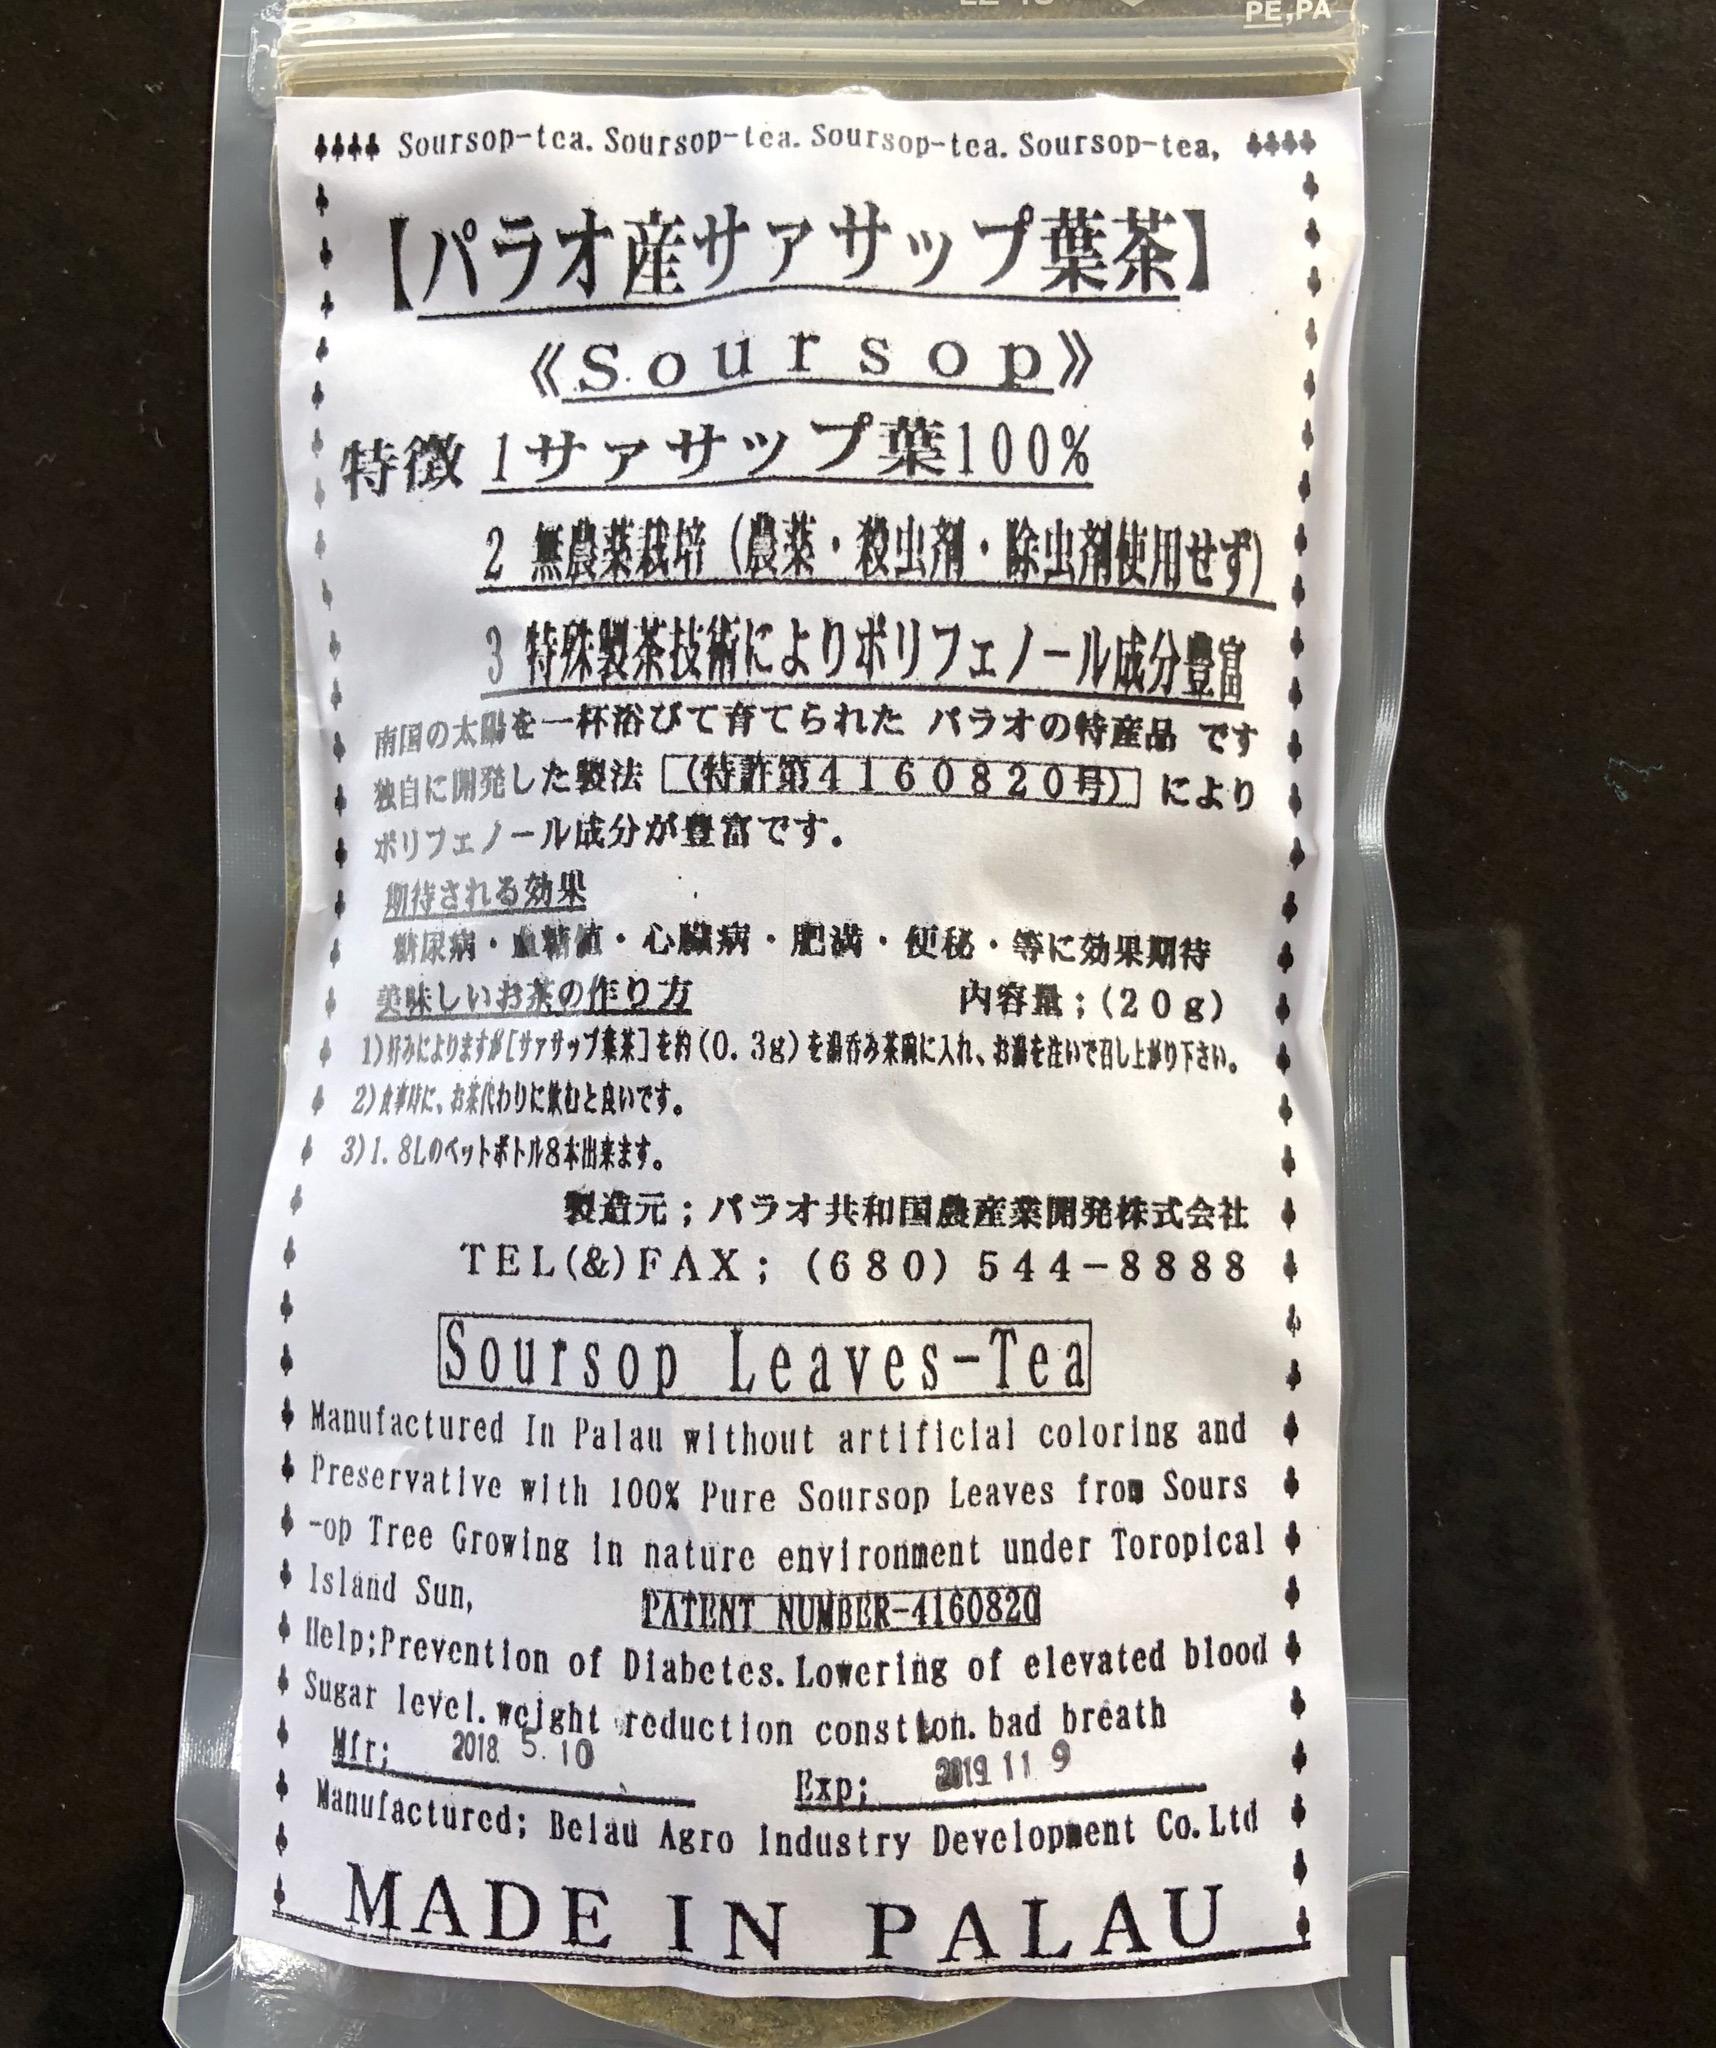 PE,PA
♣♣♣♣ Soursop-tea. Soursop-tea. Soursop-tea. Soursop-tea, ♣♣♣♣
【パラオ産サァサップ葉茶】
《Soursop》
特徴 1サァサップ葉100%
2 無農薬栽培（農薬・殺虫剤・除虫剤使用せず）
3 特殊製茶技術によりポリフェノール成分豊富
南国の太陽を一杯浴びて育てられた パラオの特産品 です
独自に開発した製法［（特許第4160820号）］により
ポリフェノール成分が豊富です。
期待される効果
糖尿病・血糖値・心臓病・肥満・便秘・等に効果期待
美味しいお茶の作り方 内容量；(20g)
1)好みによりますが［サァサップ葉茶］を約(0.3g)を湯呑み茶碗に入れ、お湯を注いで召し上がり下さい。
2)食事時に、お茶代わりに飲むと良いです。
3)1.8Lのペットボトル8本出来ます。
製造元；パラオ共和国農産業開発株式会社
TEL(&)FAX；(680)544-8888
Soursop Leaves-Tea
Manufactured In Palau without artificial coloring and
Preservative with 100% Pure Soursop Leaves from Sours
-op Tree Growing in nature environment under Toropical
Island Sun, PATENT NUMBER-4160820
Help;Prevention of Diabetes.Lowering of elevated blood
Sugar level.weight reduction constion.bad breath
Mfr; 2018. 5. 10
Exp; 2019. 11. 9
Manufactured; Belau Agro Industry Development Co.Ltd
MADE IN PALAU